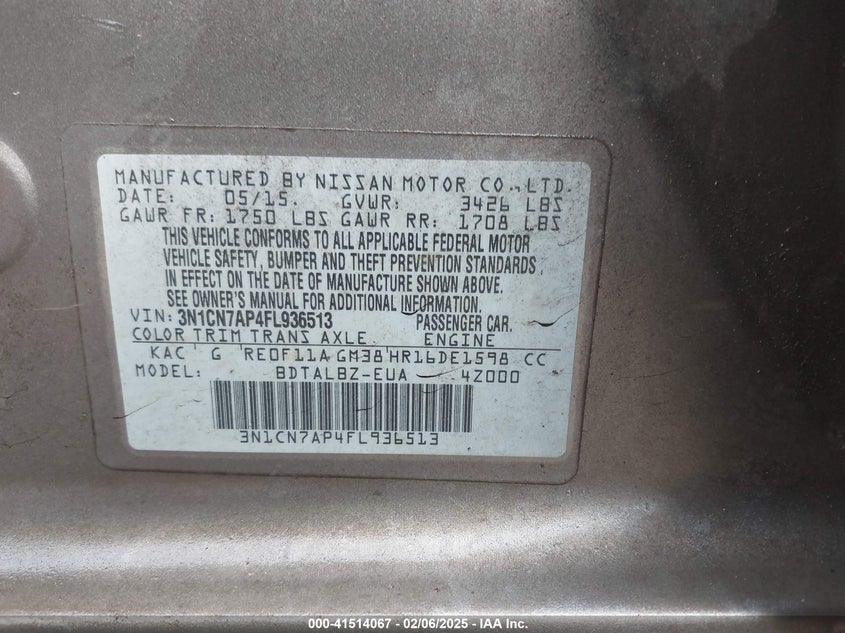 MANUFACTURED BY NISSAN MOTOR CO., LTD.
DATE: 05/15. GVWR: 3426 LBS
GAWR FR: 1750 LBS GAWR RR: 1708 LBS
THIS VEHICLE CONFORMS TO ALL APPLICABLE FEDERAL MOTOR
VEHICLE SAFETY, BUMPER AND THEFT PREVENTION STANDARDS
IN EFFECT ON THE DATE OF MANUFACTURE SHOWN ABOVE.
SEE OWNER'S MANUAL FOR ADDITIONAL INFORMATION.
VIN: 3N1CN7AP4FL936513 PASSENGER CAR.
COLOR TRIM TRANS AXLE ENGINE
KAC G RE0F11A GM38 HR16DE1598 CC
MODEL: BDTALBZ-EUA 4Z000
3N1CN7AP4FL936513
000-41514067 - 02/06/2025 - IAA Inc.